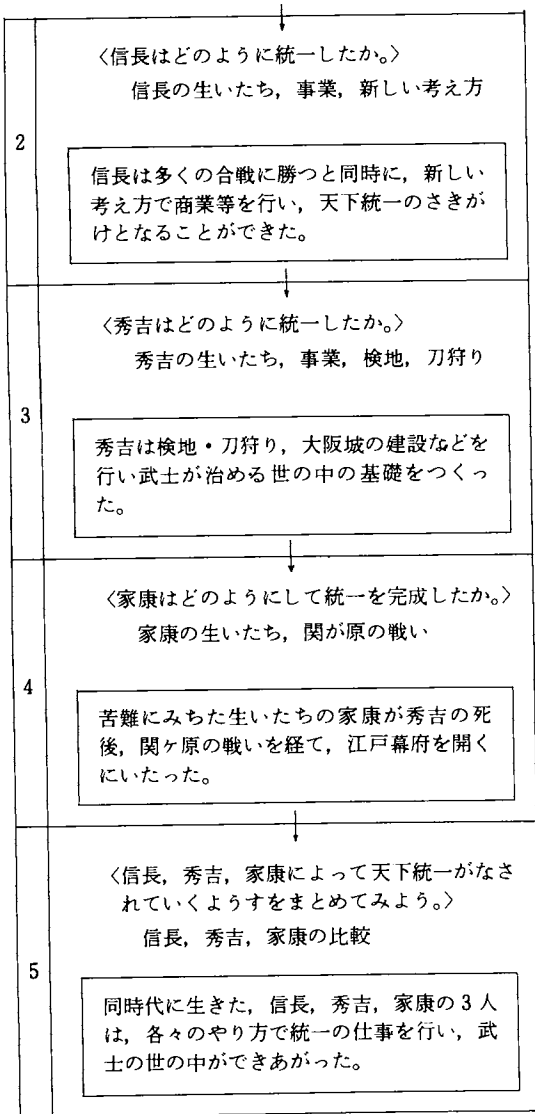 2
〈信長はどのように統一したか。〉
信長の生いたち，事業，新しい考え方
信長は多くの合戦に勝つと同時に，新しい
考え方で商業等を行い，天下統一のさきが
けとなることができた。
3
〈秀吉はどのように統一したか。〉
秀吉の生いたち，事業，検地，刀狩り
秀吉は検地・刀狩り，大阪城の建設などを
行い武士が治める世の中の基礎をつくっ
た。
4
〈家康はどのようにして統一を完成したか。〉
家康の生いたち，関が原の戦い
苦難にみちた生いたちの家康が秀吉の死
後，関ヶ原の戦いを経て，江戸幕府を開く
にいたった。
5
〈信長，秀吉，家康によって天下統一がなさ
れていくようすをまとめてみよう。〉
信長，秀吉，家康の比較
同時代に生きた，信長，秀吉，家康の3人
は，各々のやり方で統一の仕事を行い，武
士の世の中ができあがった。